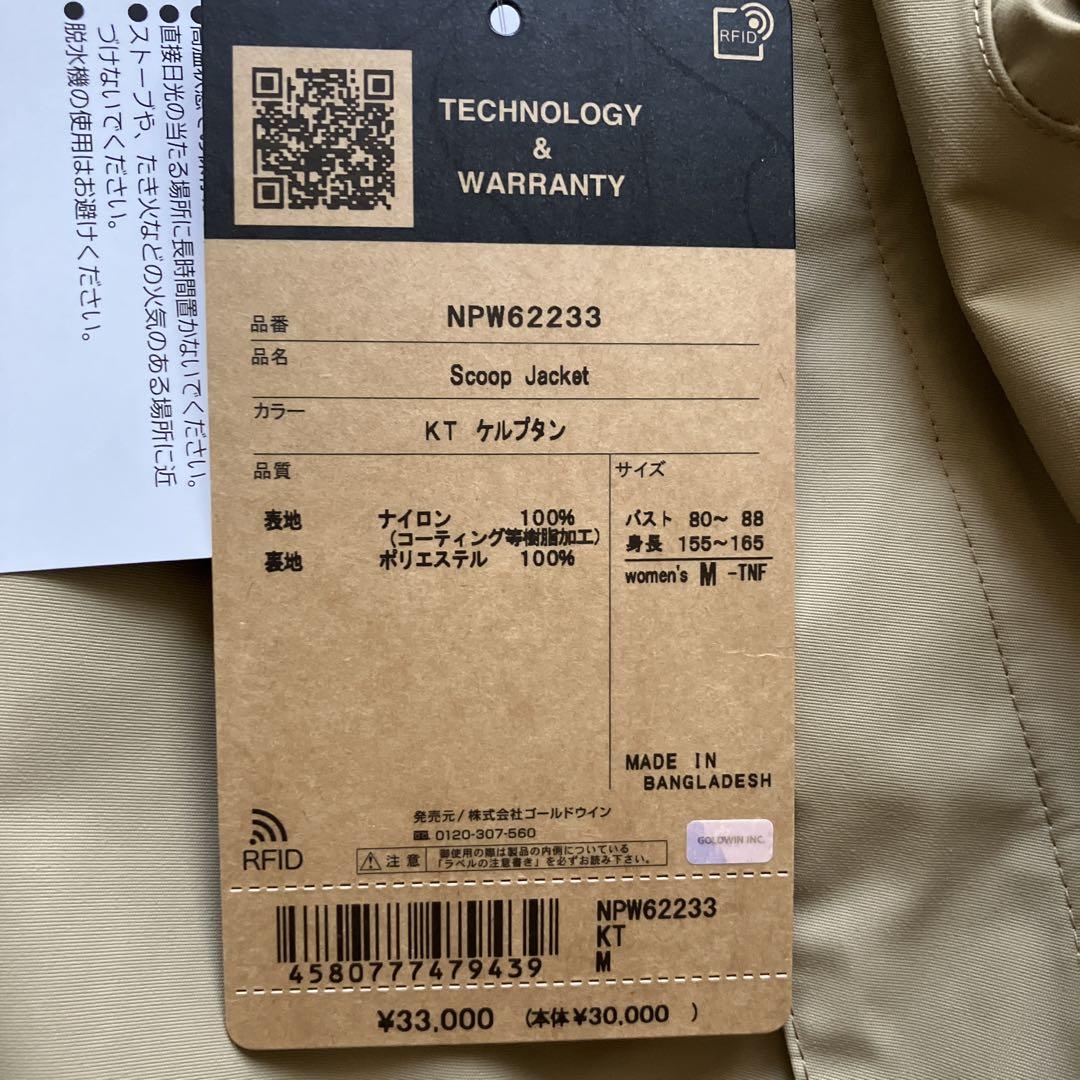 直接日光の当たる場所に長時間置かないでください。
●ストーブや、たき火などの火気のある場所に近
づけないでください。
●脱水機の使用はお避けください。
RFID
TECHNOLOGY
&
WARRANTY
品番 NPW62233
品名 Scoop Jacket
カラー KT ケルプタン
品質
表地 ナイロン 100%
(コーティング等樹脂加工)
裏地 ポリエステル 100%
サイズ
バスト 80～ 88
身長 155～165
women's M -TNF
MADE IN
BANGLADESH
発売元/株式会社ゴールドウイン
0120-307-560
RFID
注意 御使用の際は製品の内側についている
「ラベルの注意書き」を必ずお読み下さい。
GOLDWIN INC.
4580777479439
NPW62233
KT
M
¥33,000 (本体¥30,000 )